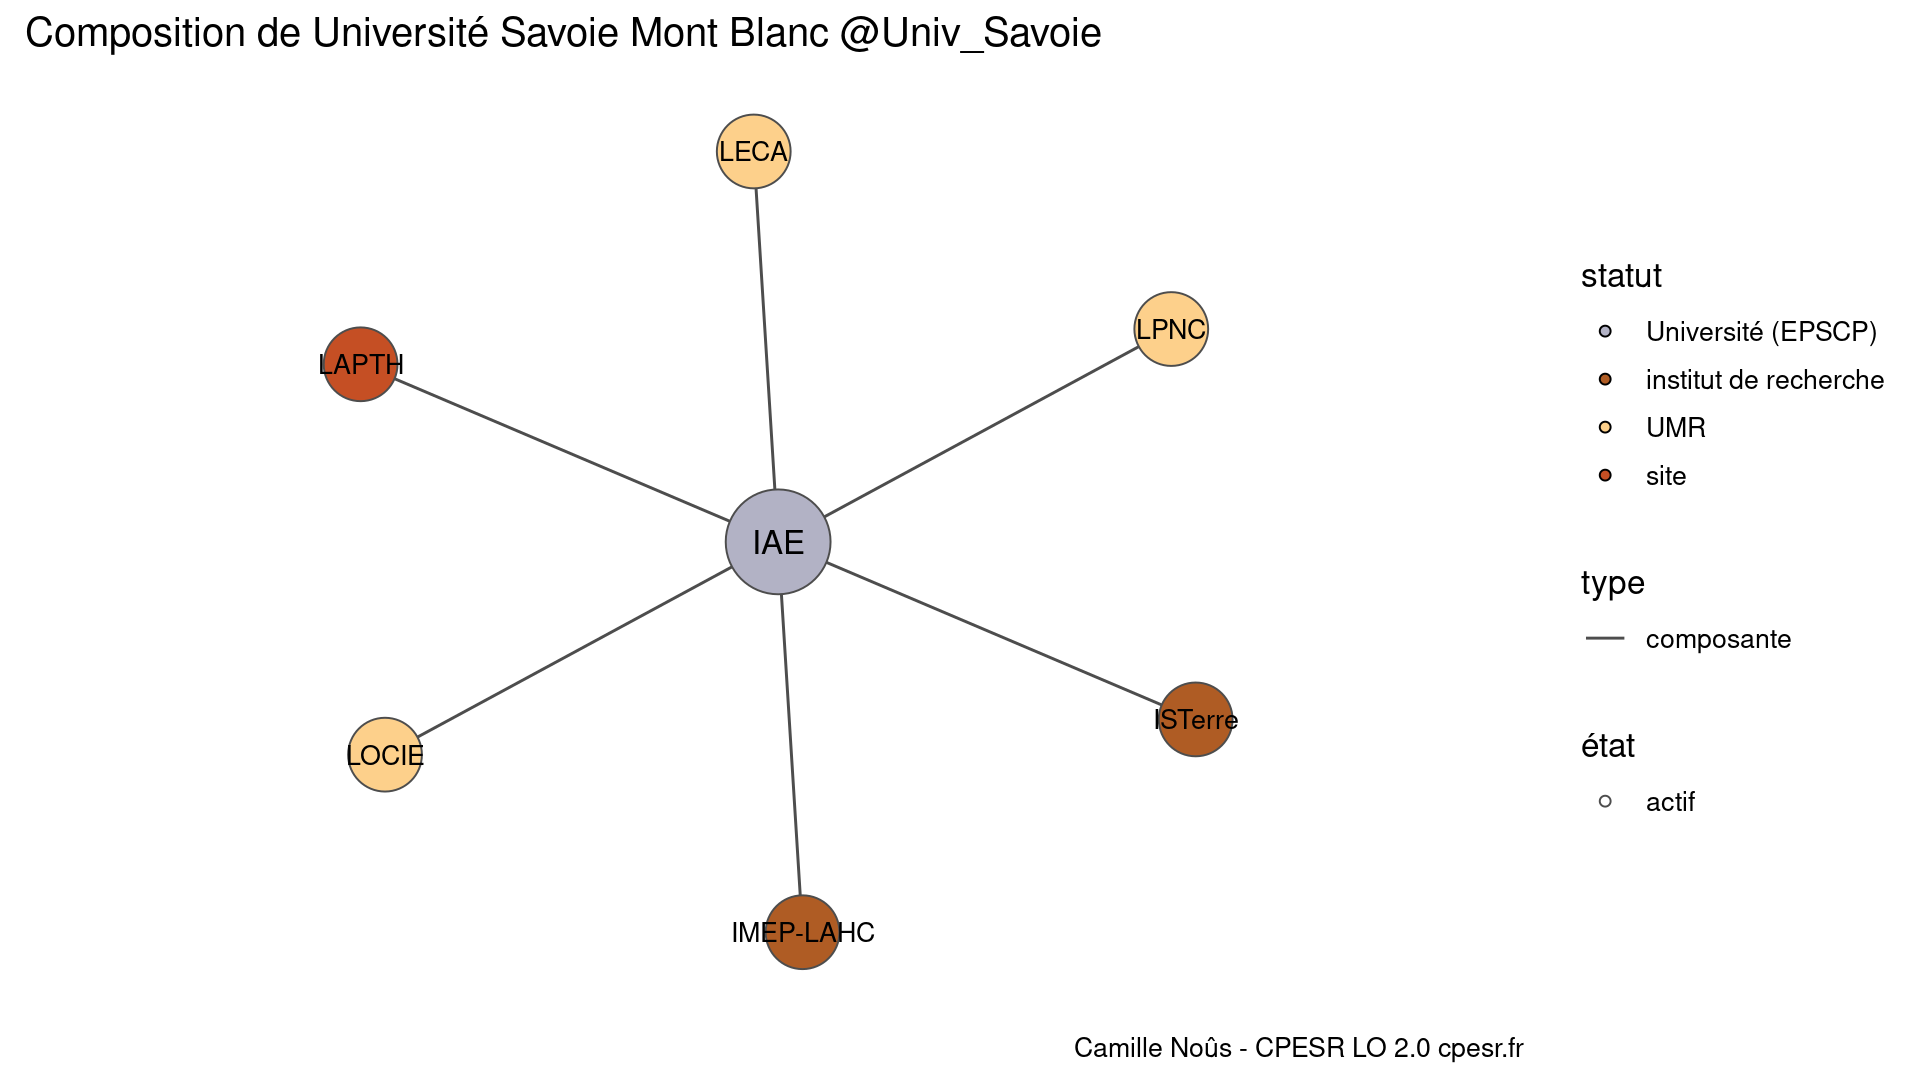 Composition de Université Savoie Mont Blanc @Univ_Savoie
LECA
LPNC
LAPTH
IAE
ISTerre
LOCIE
IMEP-LAHC
statut
Université (EPSCP)
institut de recherche
UMR
site
type
composante
état
actif
Camille Noûs - CPESR LO 2.0 cpesr.fr